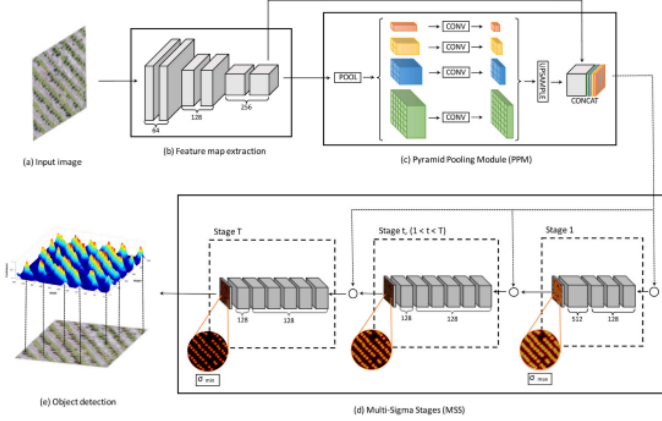 64
128
256
(a) Input image
(b) Feature map extraction
POOL
CONV
CONV
CONV
CONV
UPSAMPLE
CONCAT
(c) Pyramid Pooling Module (PPM)
Stage T
Stage t, (1 < t < T)
Stage 1
128
128
128
128
512
128
σ min
σ max
(e) Object detection
(d) Multi-Sigma Stages (MSS)